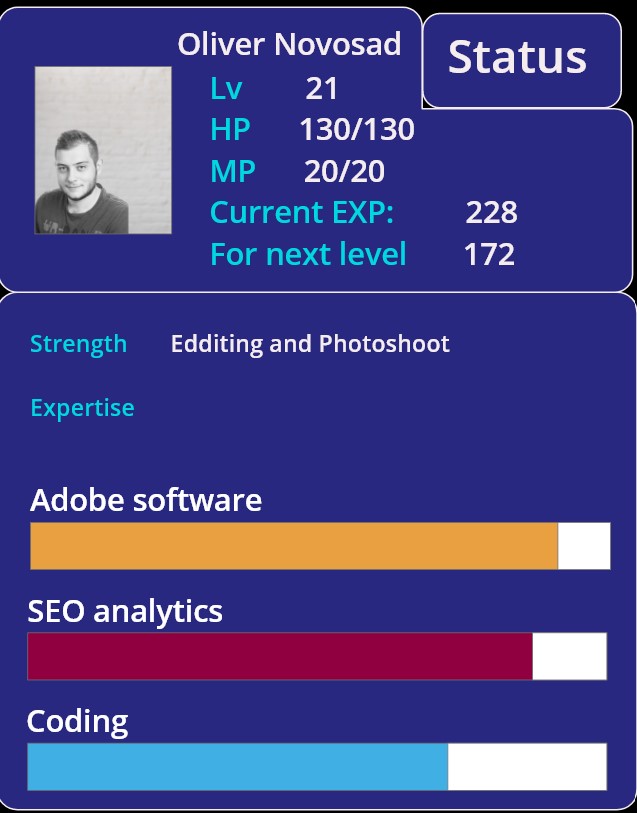 Oliver Novosad
Status
Lv 21
HP 130/130
MP 20/20
Current EXP: 228
For next level 172
Strength Edditing and Photoshoot
Expertise
Adobe software
SEO analytics
Coding